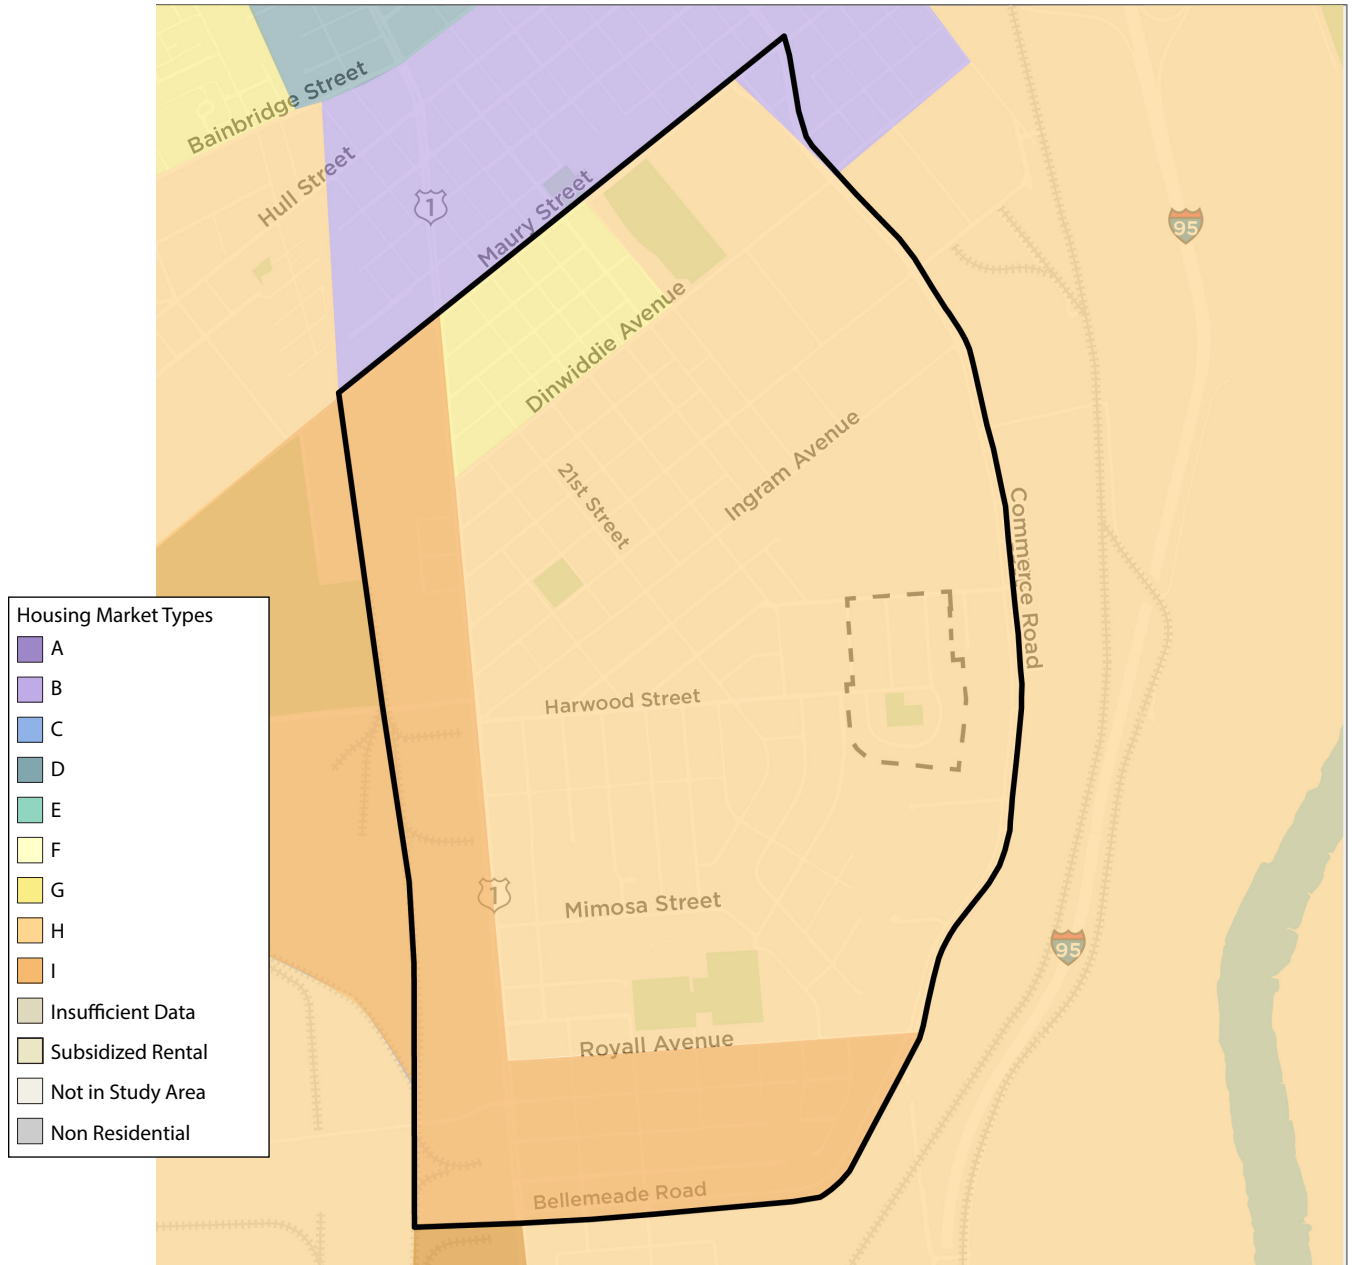 Bainbridge Street
Hull Street
1
Maury Street
95
Dinwiddie Avenue
21st Street
Ingram Avenue
Commerce Road
Housing Market Types
A
B
C
D
E
F
G
H
I
Insufficient Data
Subsidized Rental
Not in Study Area
Non Residential
Harwood Street
1
Mimosa Street
95
Royall Avenue
Bellemeade Road